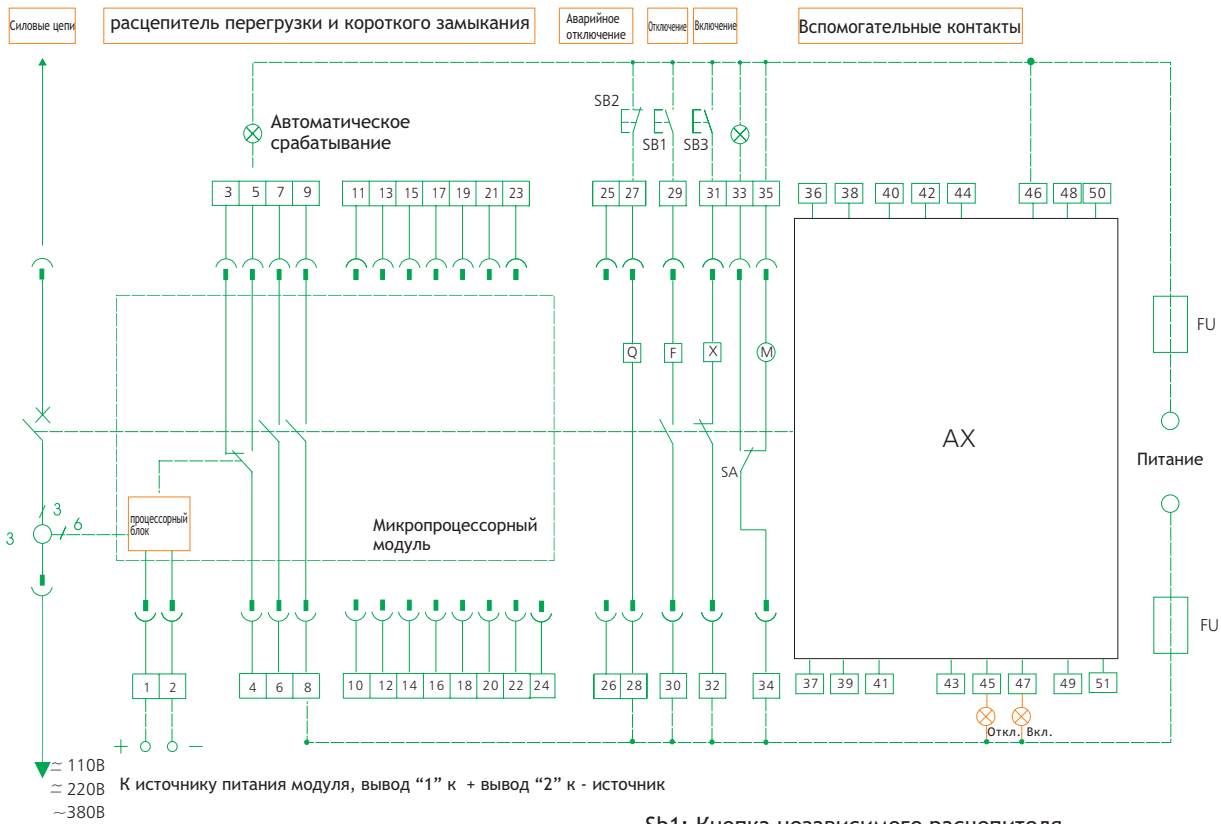 Силовые цепи
расцепитель перегрузки и короткого замыкания
Аварийное
отключение
Отключение
Включение
Вспомогательные контакты
Автоматическое
срабатывание
SB2
SB1
SB3
3 5 7 9
11 13 15 17 19 21 23
25 27
29
31 33 35
36 38 40 42 44 46 48 50
FU
Q
F
X
M
AX
Питание
SA
3
6
3
процессорный
блок
Микропроцессорный
модуль
FU
1 2
4 6 8
10 12 14 16 18 20 22 24
26 28
30
32
34
37 39 41 43 45 47 49 51
Откл. Вкл.
+ −
≃ 110В
≃ 220В
~380В
К источнику питания модуля, вывод “1” к + вывод “2” к - источник